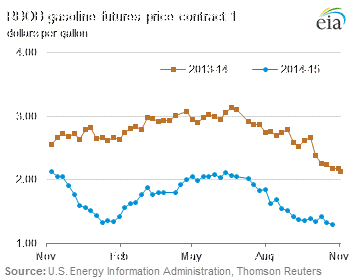 RBOB gasoline futures price contract 1
dollars per gallon
eia
4.00
2013-14
2014-15
3.00
2.00
1.00
Nov
Feb
May
Aug
Nov
Source: U.S. Energy Information Administration, Thomson Reuters